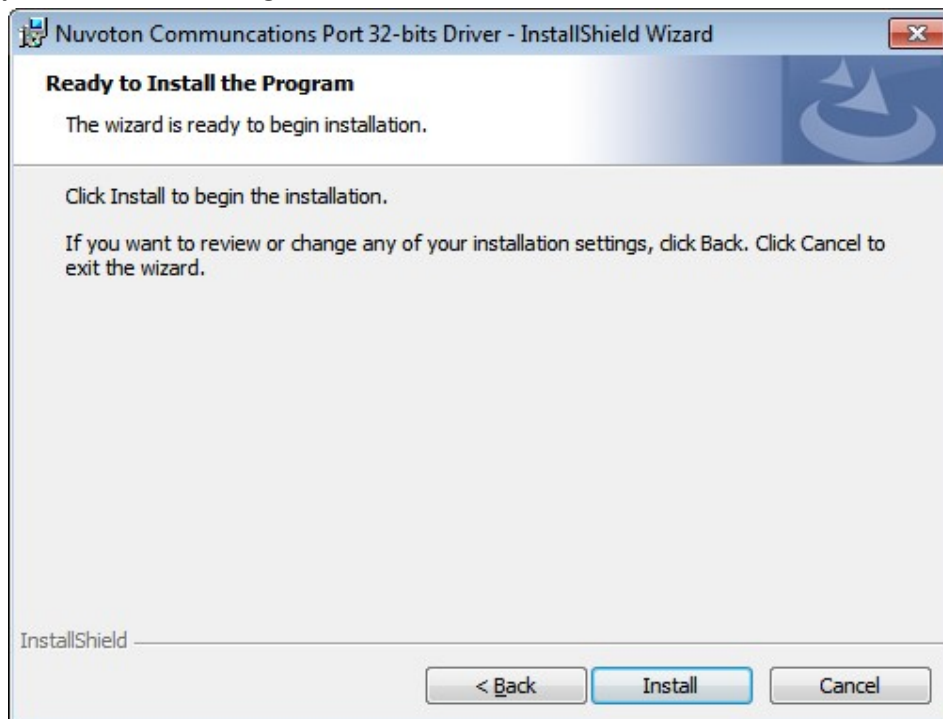 Nuvoton Communcations Port 32-bits Driver - InstallShield Wizard
Ready to Install the Program
The wizard is ready to begin installation.
Click Install to begin the installation.
If you want to review or change any of your installation settings, click Back. Click Cancel to
exit the wizard.
InstallShield
< Back
Install
Cancel